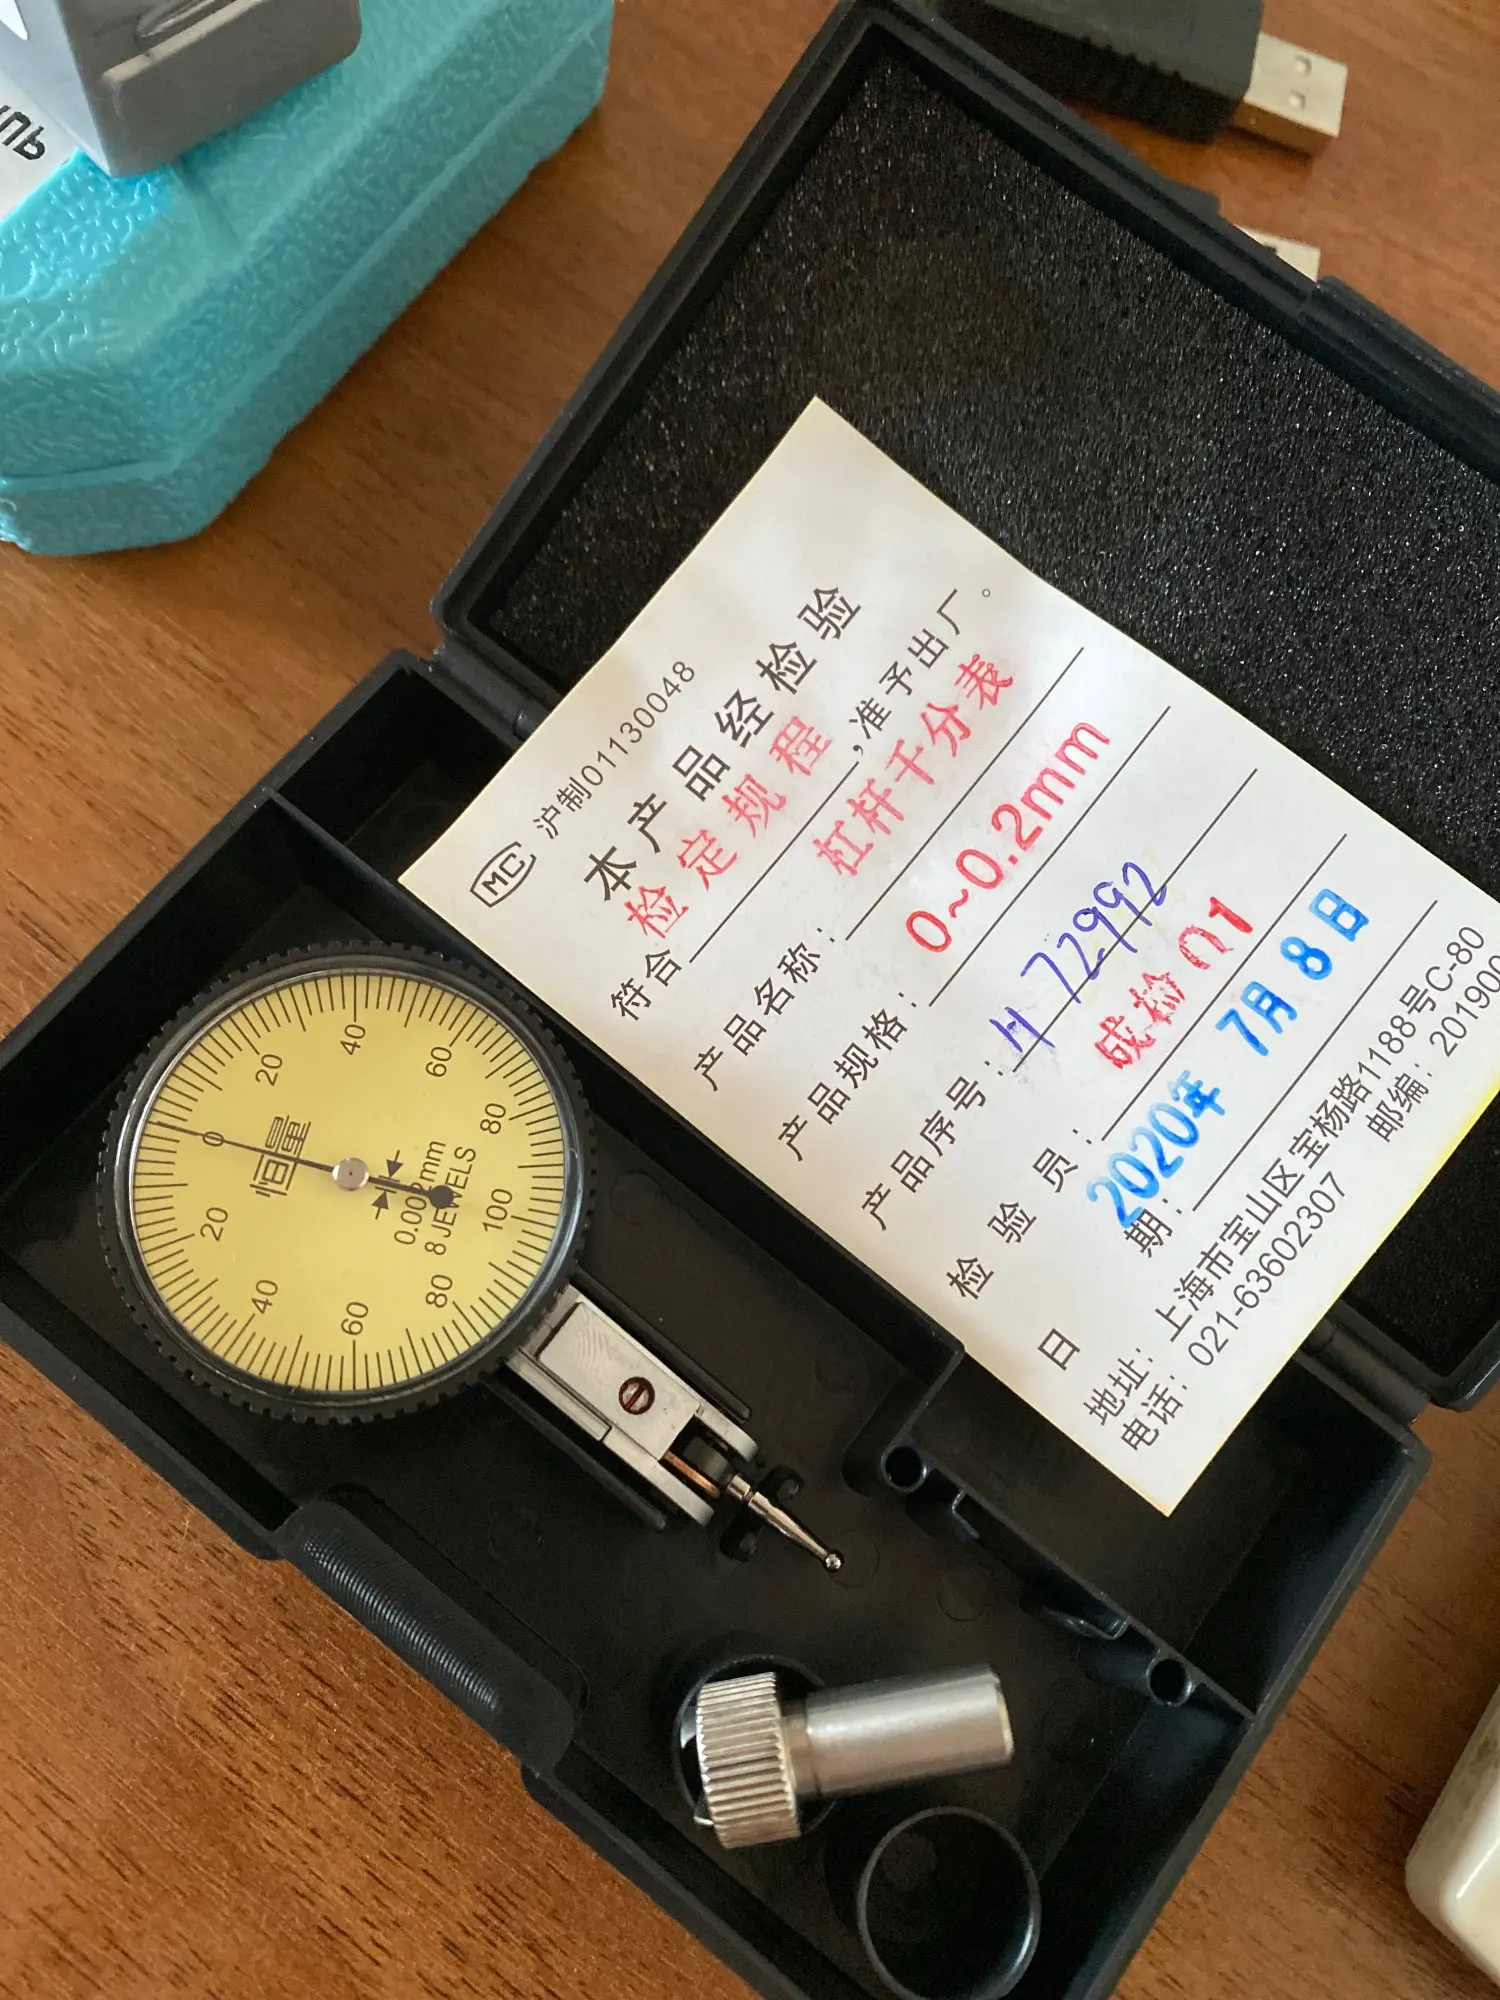 MC 沪制01130048
本产品经检验
符合检定规程,准予出厂。
产品名称:杠杆千分表
产品规格:0~0.2mm
产品序号:472992
检验员:成检01
日期:2020年7月8日
地址:上海市宝山区宝杨路1188号C-80
电话:021-63602307 邮编:201900
0
20
40
60
80
100
80
60
40
20
恒量
0.002mm
8 JEWELS